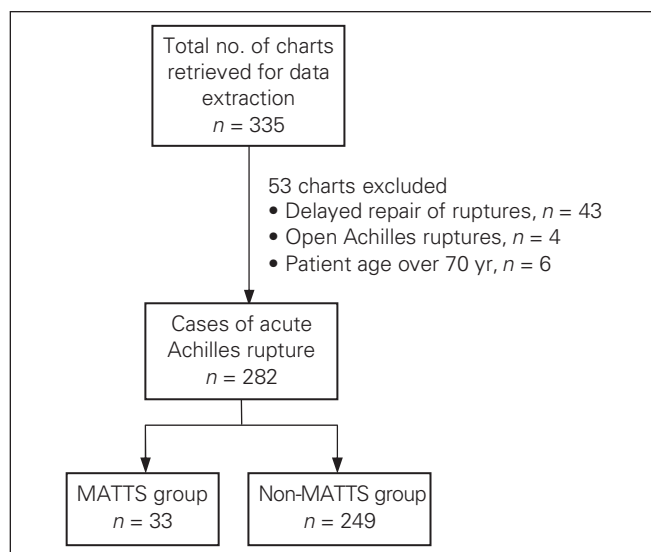 Total no. of charts
retrieved for data
extraction
n = 335
53 charts excluded
• Delayed repair of ruptures, n = 43
• Open Achilles ruptures, n = 4
• Patient age over 70 yr, n = 6
Cases of acute
Achilles rupture
n = 282
MATTS group
n = 33
Non-MATTS group
n = 249